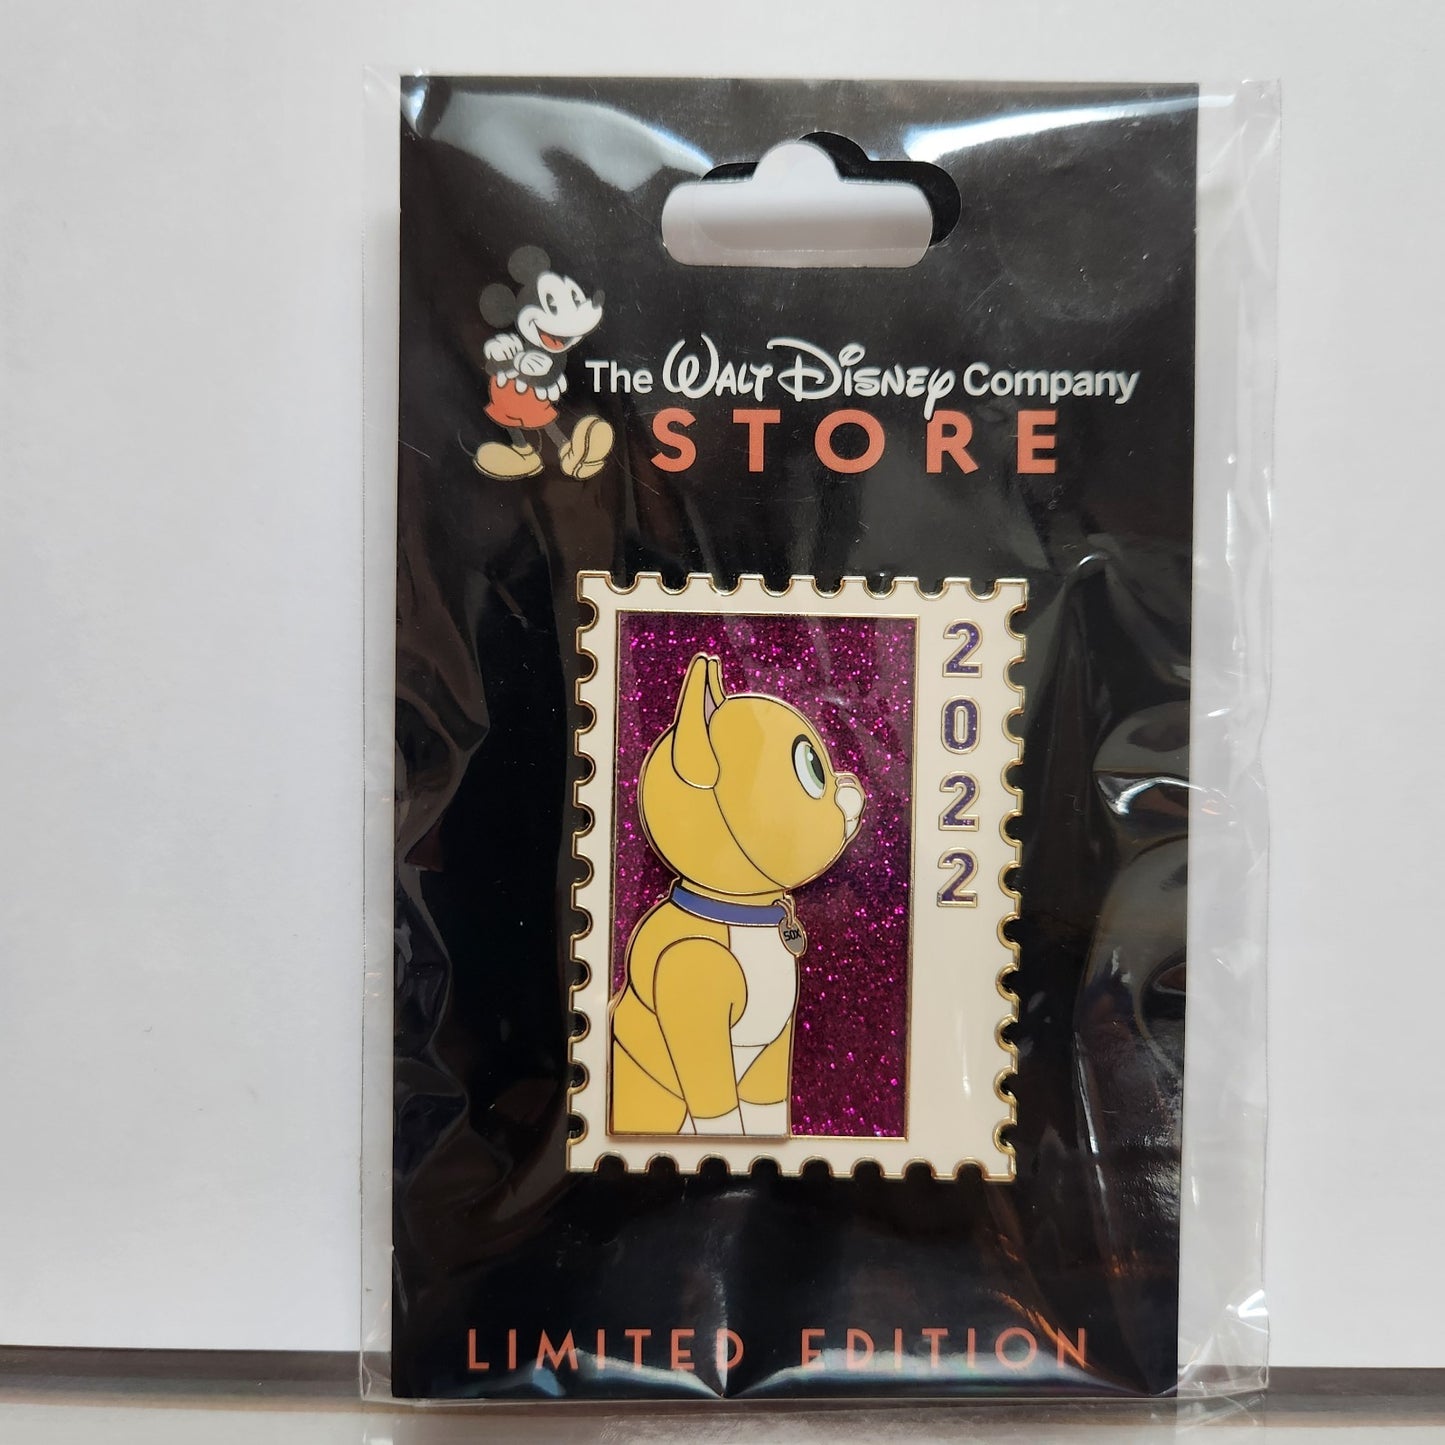 The Walt Disney Company
STORE
2022
SOX
LIMITED EDITION